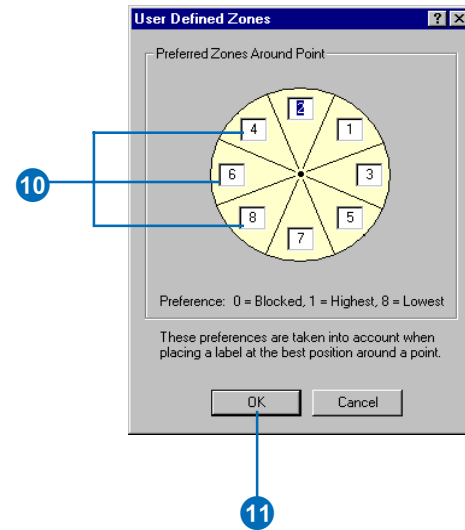 User Defined Zones
Preferred Zones Around Point
2
4
1
6
3
8
5
7
10
Preference: 0 = Blocked, 1 = Highest, 8 = Lowest
These preferences are taken into account when
placing a label at the best position around a point.
OK
Cancel
11